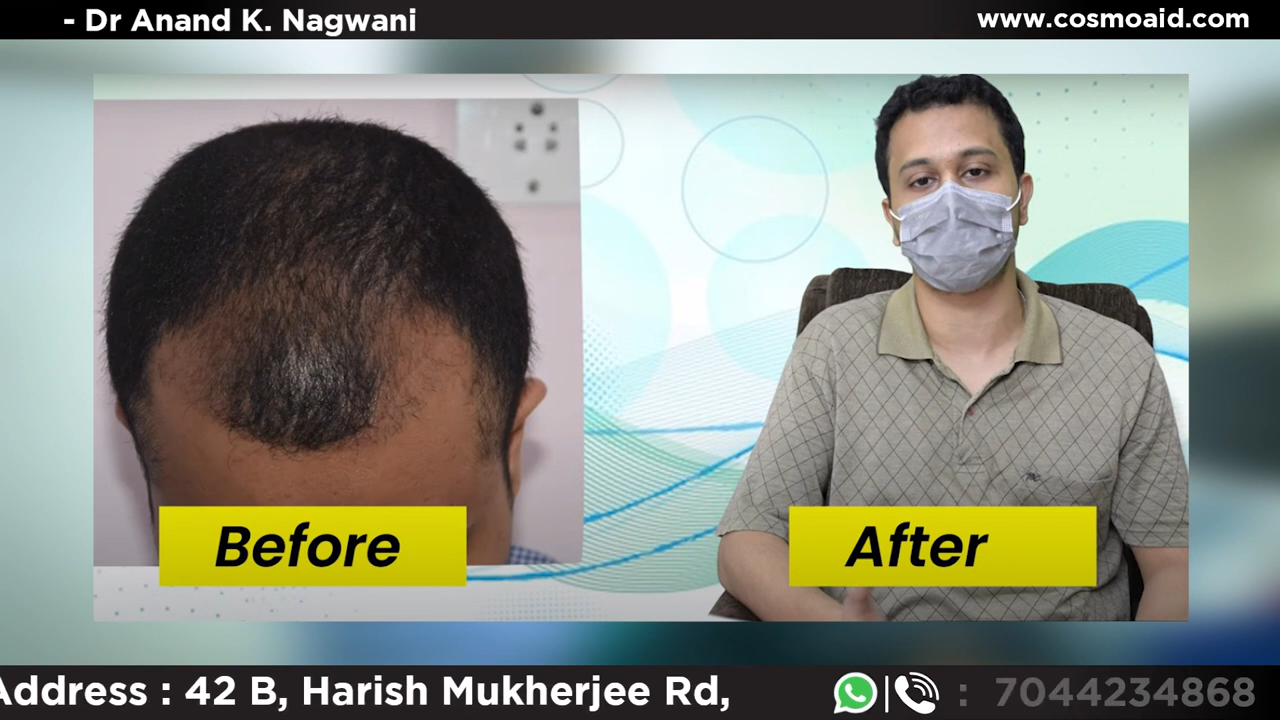 - Dr Anand K. Nagwani
www.cosmoaid.com
Before
After
Address : 42 B, Harish Mukherjee Rd,
: 7044234868